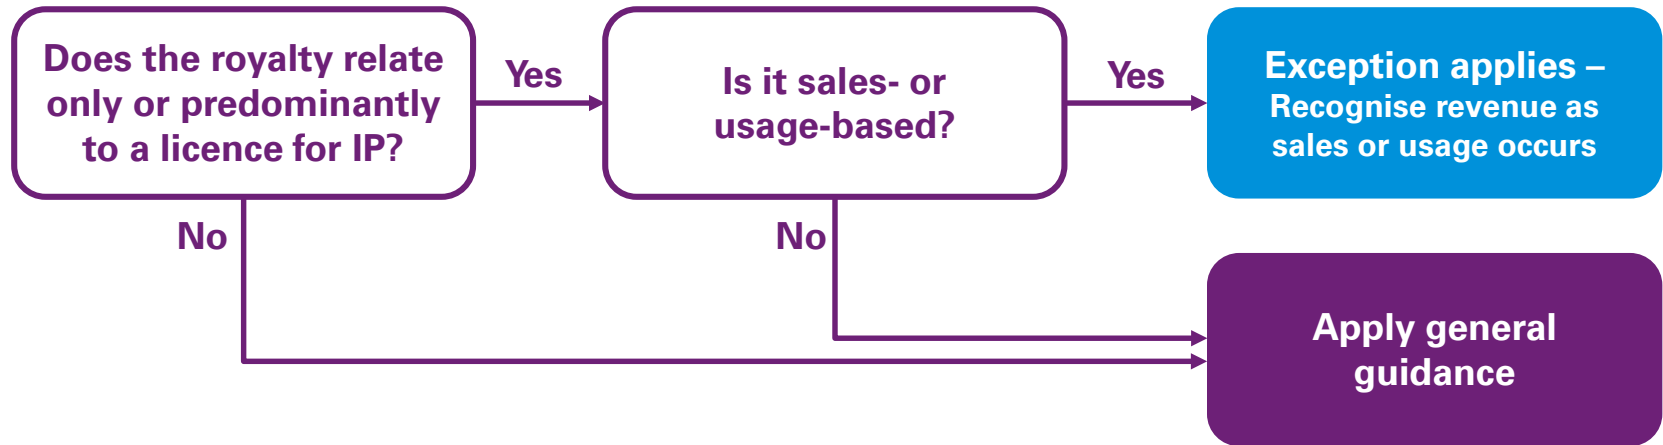 Does the royalty relate
only or predominantly
to a licence for IP?
Yes
Is it sales- or
usage-based?
Yes
Exception applies –
Recognise revenue as
sales or usage occurs
No
No
Apply general
guidance